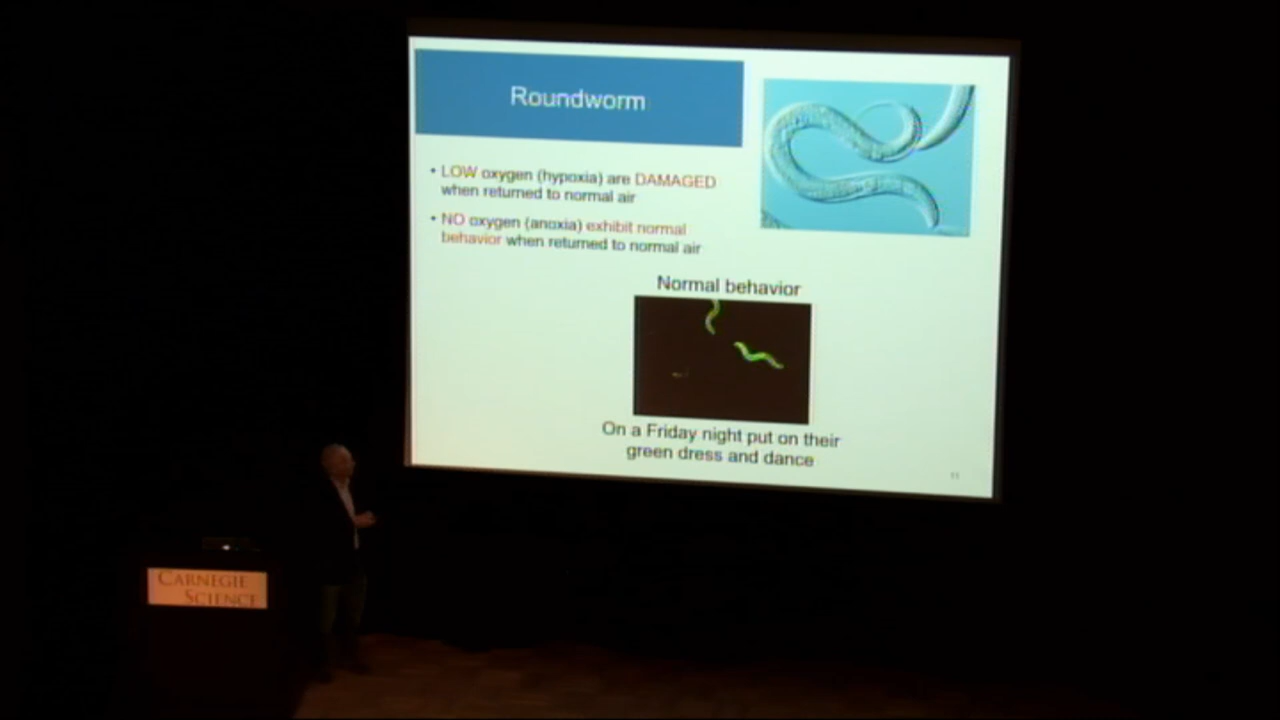 Roundworm
• LOW oxygen (hypoxia) are DAMAGED
when returned to normal air
• NO oxygen (anoxia) exhibit normal
behavior when returned to normal air
Normal behavior
On a Friday night put on their
green dress and dance
CARNEGIE
SCIENCE